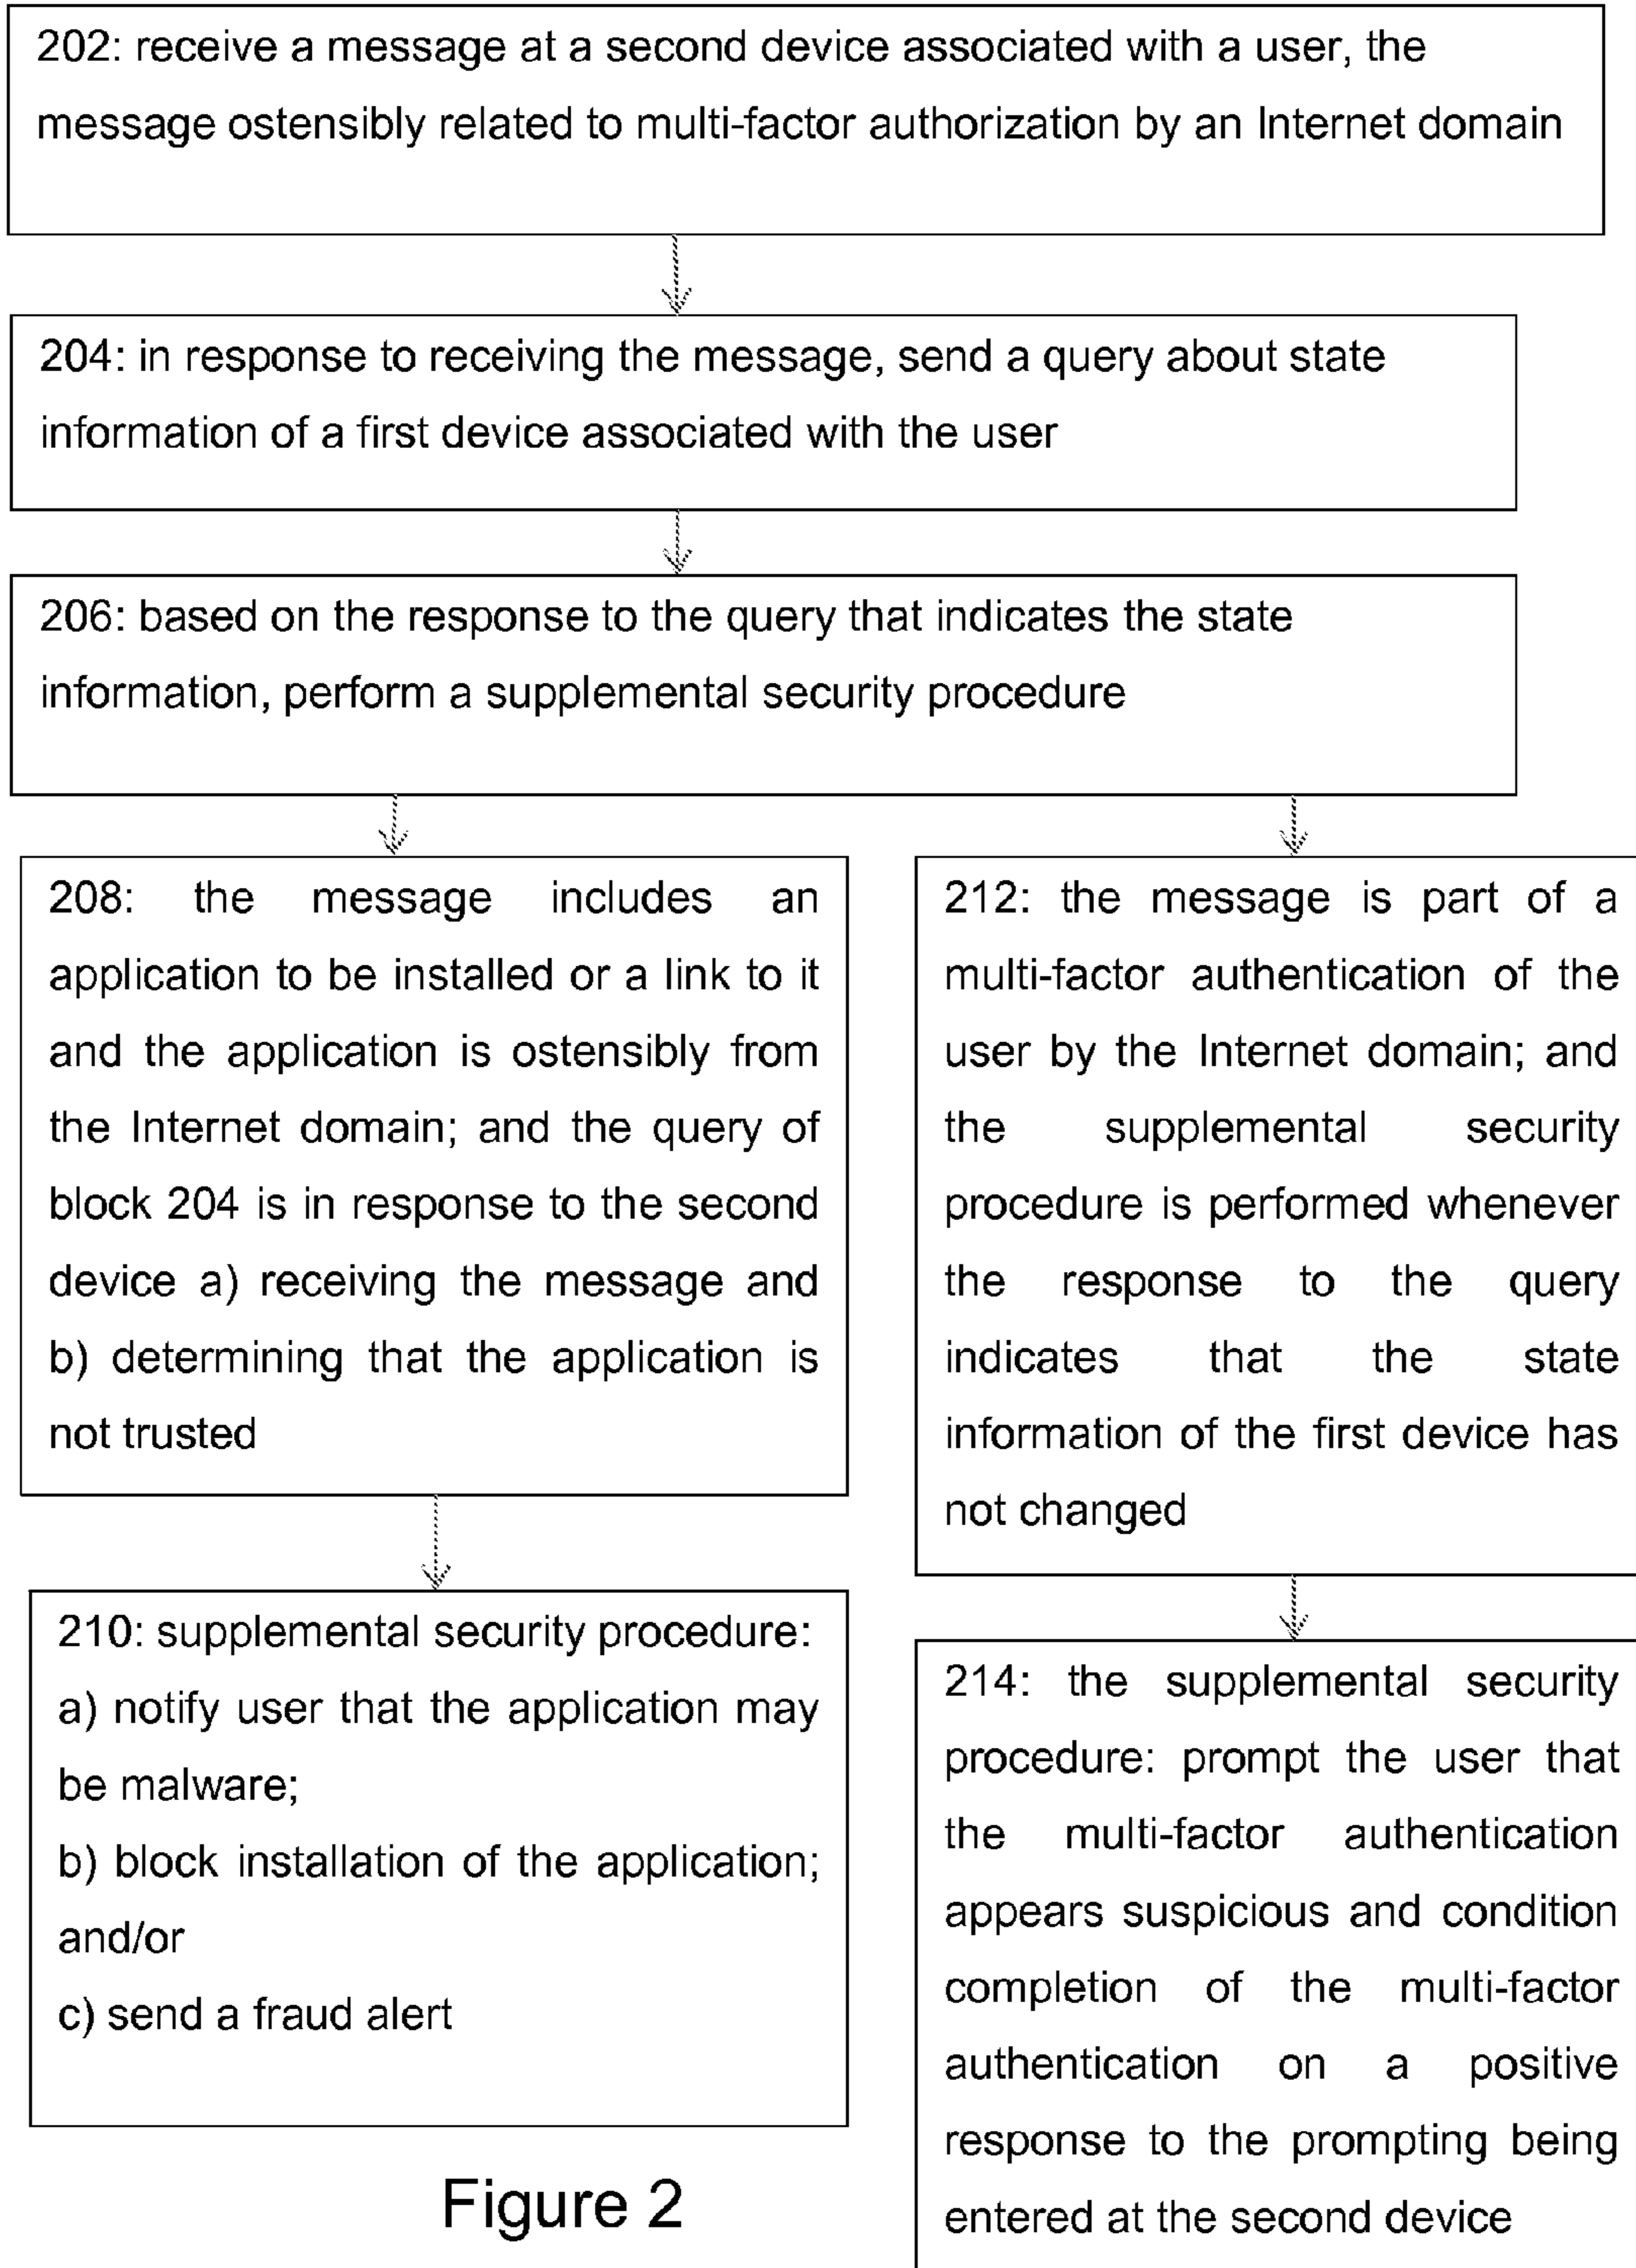 202: receive a message at a second device associated with a user, the
message ostensibly related to multi-factor authorization by an Internet domain
204: in response to receiving the message, send a query about state
information of a first device associated with the user
206: based on the response to the query that indicates the state
information, perform a supplemental security procedure
208: the message includes an
application to be installed or a link to it
and the application is ostensibly from
the Internet domain; and the query of
block 204 is in response to the second
device a) receiving the message and
b) determining that the application is
not trusted
210: supplemental security procedure:
a) notify user that the application may
be malware;
b) block installation of the application;
and/or
c) send a fraud alert
212: the message is part of a
multi-factor authentication of the
user by the Internet domain; and
the supplemental security
procedure is performed whenever
the response to the query
indicates that the state
information of the first device has
not changed
214: the supplemental security
procedure: prompt the user that
the multi-factor authentication
appears suspicious and condition
completion of the multi-factor
authentication on a positive
response to the prompting being
entered at the second device
Figure 2